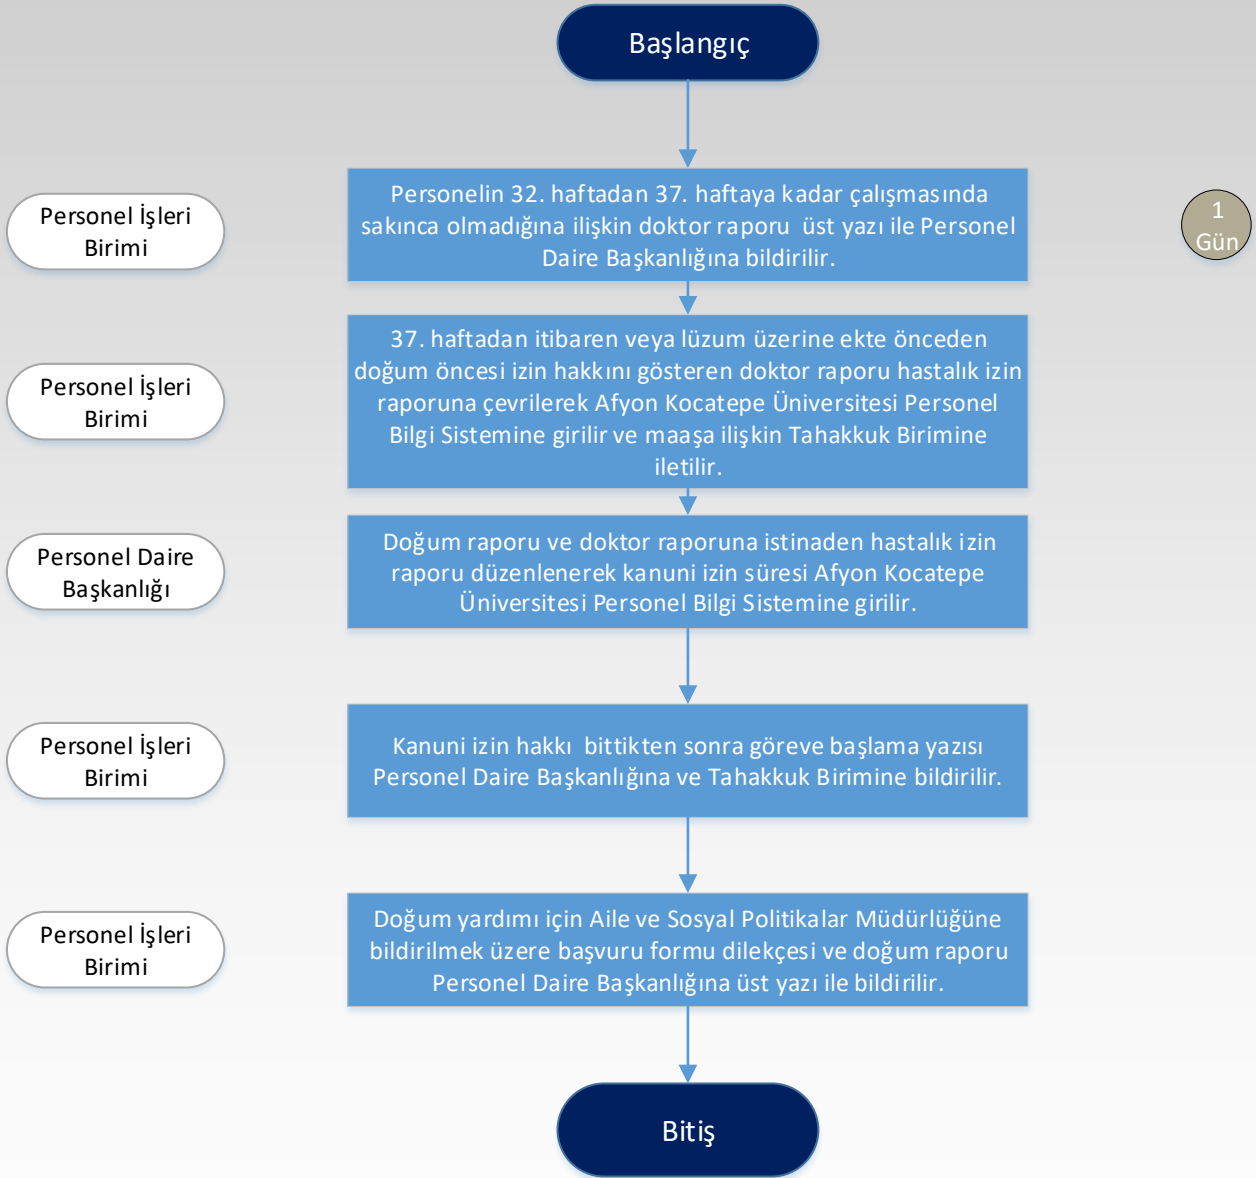 Başlangıç
Personel İşleri
Birimi
Personelin 32. haftadan 37. haftaya kadar çalışmasında
sakınca olmadığına ilişkin doktor raporu üst yazı ile Personel
Daire Başkanlığına bildirilir.
1
Gün
Personel İşleri
Birimi
37. haftadan itibaren veya lüzum üzerine ekte önceden
doğum öncesi izin hakkını gösteren doktor raporu hastalık izin
raporuna çevrilerek Afyon Kocatepe Üniversitesi Personel
Bilgi Sistemine girilir ve maaşa ilişkin Tahakkuk Birimine
iletilir.
Personel Daire
Başkanlığı
Doğum raporu ve doktor raporuna istinaden hastalık izin
raporu düzenlenerek kanuni izin süresi Afyon Kocatepe
Üniversitesi Personel Bilgi Sistemine girilir.
Personel İşleri
Birimi
Kanuni izin hakkı bittikten sonra göreve başlama yazısı
Personel Daire Başkanlığına ve Tahakkuk Birimine bildirilir.
Personel İşleri
Birimi
Doğum yardımı için Aile ve Sosyal Politikalar Müdürlüğüne
bildirilmek üzere başvuru formu dilekçesi ve doğum raporu
Personel Daire Başkanlığına üst yazı ile bildirilir.
Bitiş